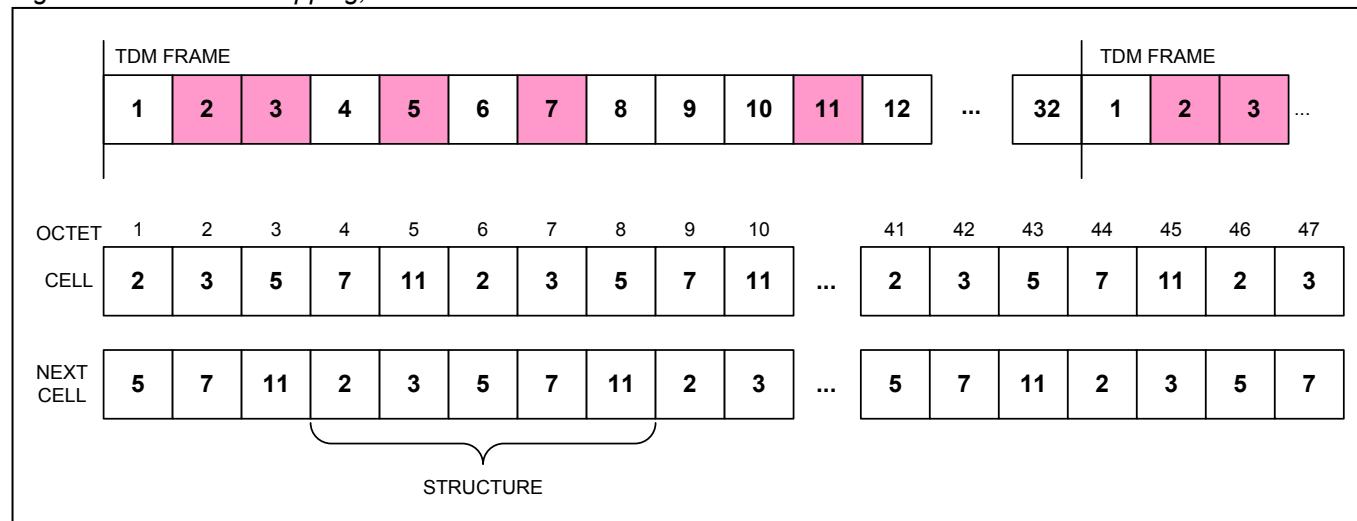 TDM FRAME TDM FRAME
1 2 3 4 5 6 7 8 9 10 11 12 ... 32 1 2 3 ...
OCTET 1 2 3 4 5 6 7 8 9 10 41 42 43 44 45 46 47
CELL 2 3 5 7 11 2 3 5 7 11 ... 2 3 5 7 11 2 3
NEXT
CELL 5 7 11 2 3 5 7 11 2 3 ... 5 7 11 2 3 5 7
STRUCTURE